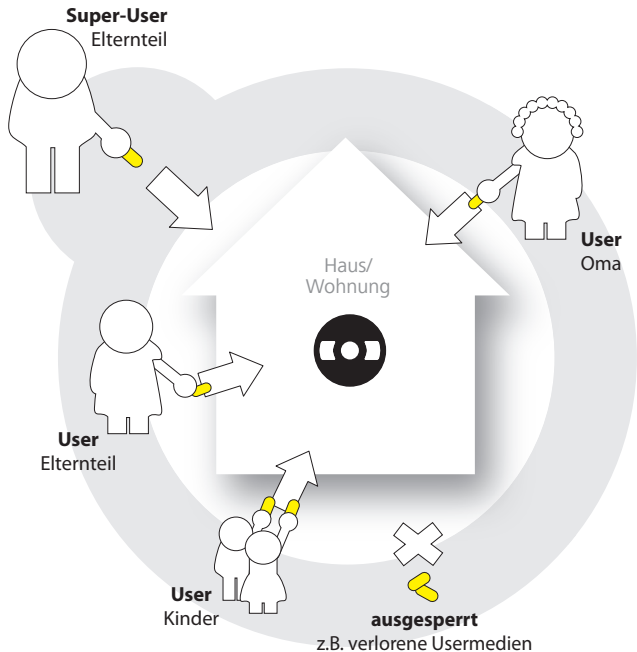 Super-User
Elternteil
User
Oma
Haus/
Wohnung
User
Elternteil
User
Kinder
ausgesperrt
z.B. verlorene Usermedien